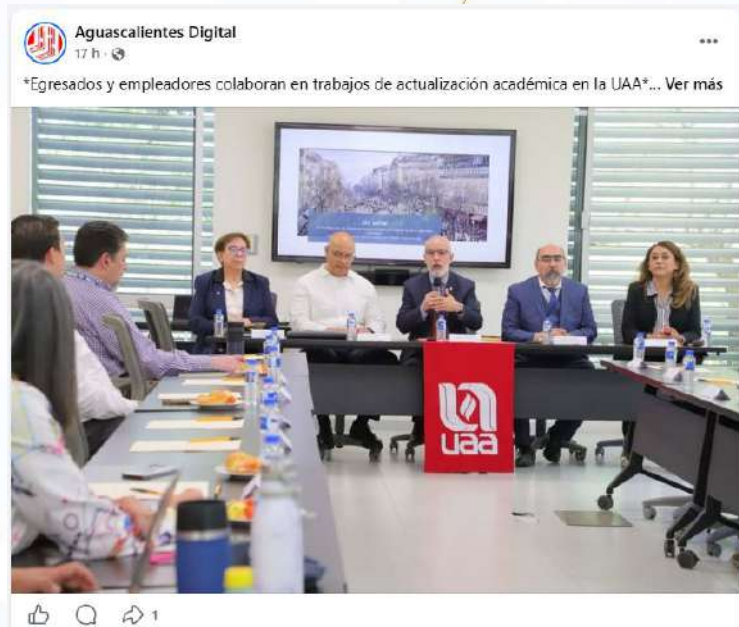 Aguascalientes Digital
17 h
*Egresados y empleadores colaboran en trabajos de actualización académica en la UAA*... Ver más
uaa
1